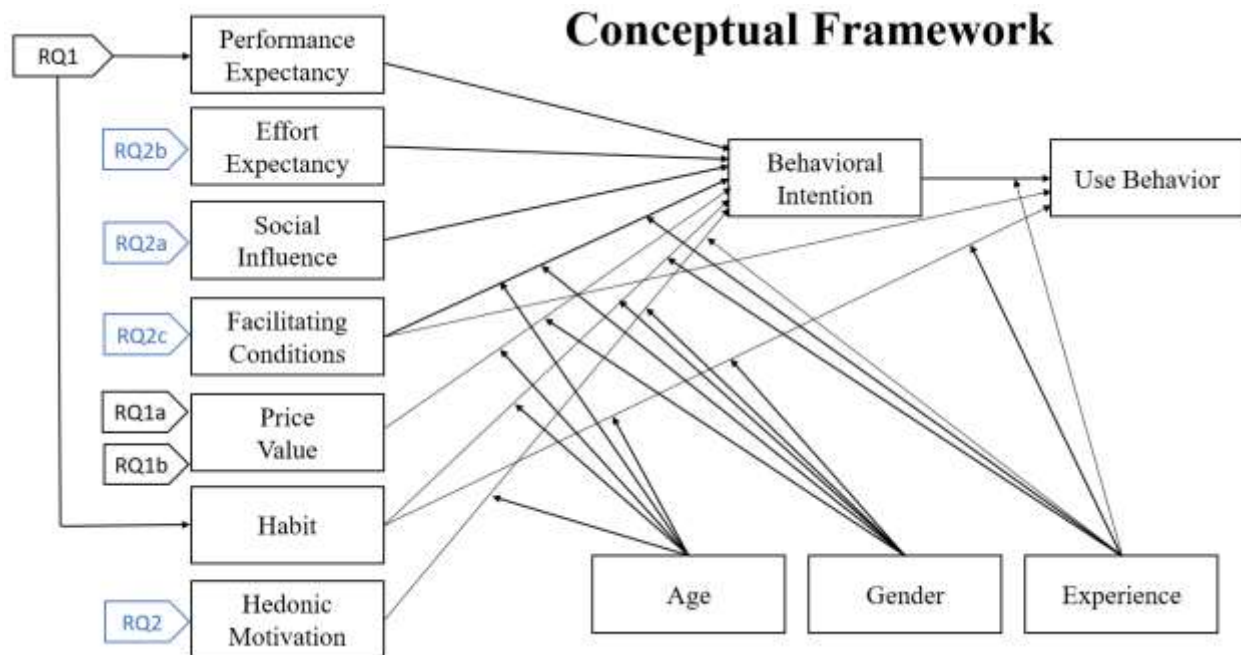 Conceptual Framework
RQ1
Performance
Expectancy
RQ2b
Effort
Expectancy
Behavioral
Intention
Use Behavior
RQ2a
Social
Influence
RQ2c
Facilitating
Conditions
RQ1a
RQ1b
Price
Value
Habit
RQ2
Hedonic
Motivation
Age
Gender
Experience